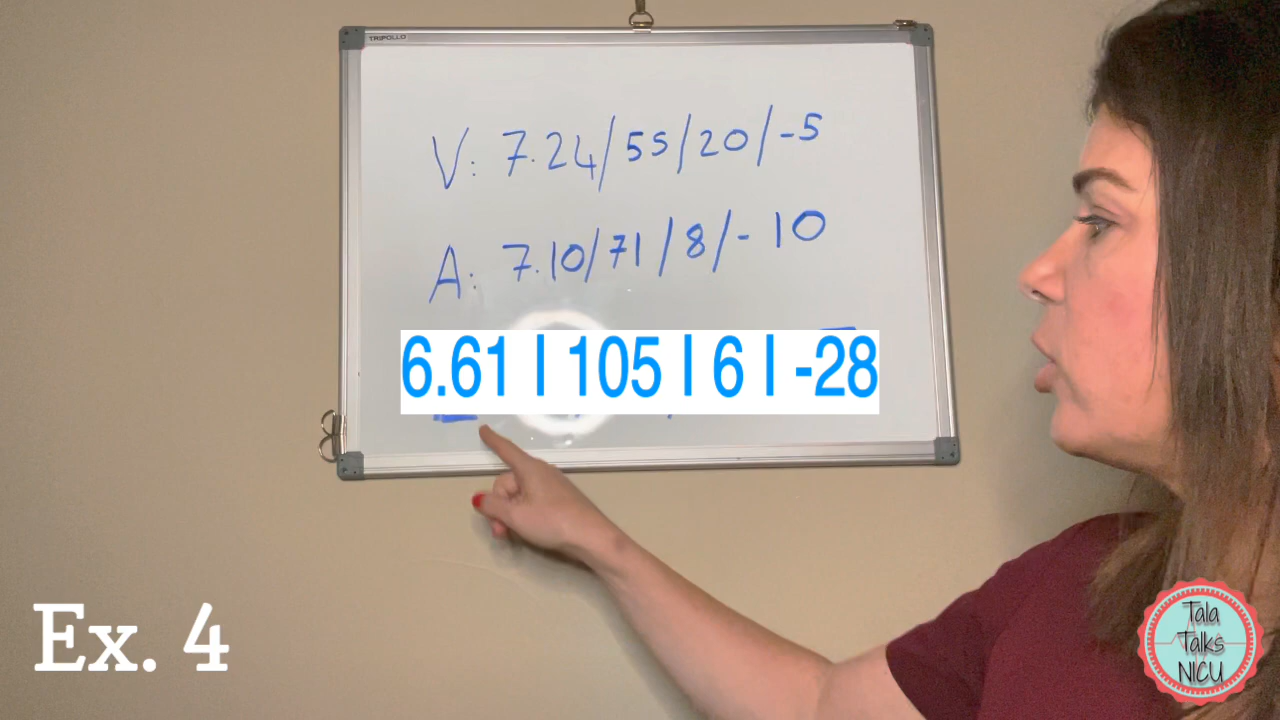 TRIPOLLO
V: 7.24/55/20/-5
A: 7.10/71/8/-10
6.61 | 105 | 6 | -28
Ex. 4
Tala
Talks
NICU